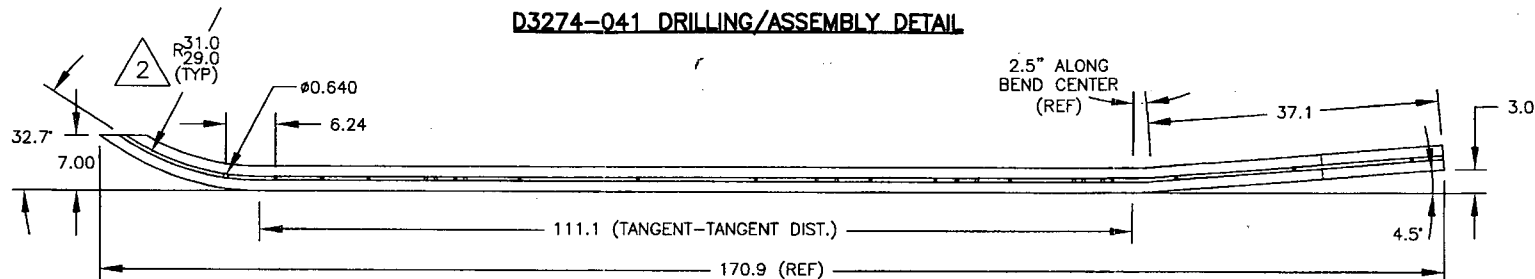 D3274-041 DRILLING/ASSEMBLY DETAIL
2
R31.0
29.0
(TYP)
ø0.640
6.24
2.5" ALONG
BEND CENTER
(REF)
37.1
3.0
32.7°
7.00
111.1 (TANGENT-TANGENT DIST.)
4.5°
170.9 (REF)